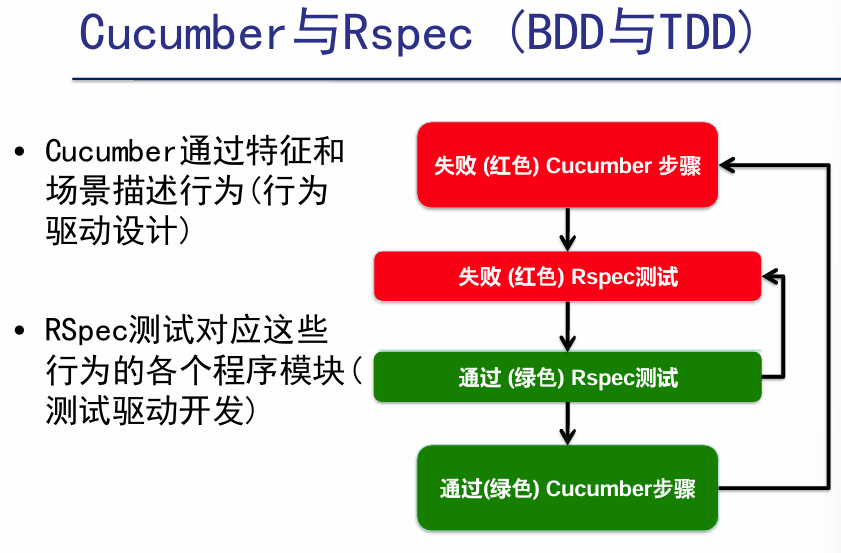 Cucumber与Rspec (BDD与TDD)
• Cucumber通过特征和
场景描述行为(行为
驱动设计)
• RSpec测试对应这些
行为的各个程序模块(
测试驱动开发)
失败 (红色) Cucumber 步骤
失败 (红色) Rspec测试
通过 (绿色) Rspec测试
通过(绿色) Cucumber步骤